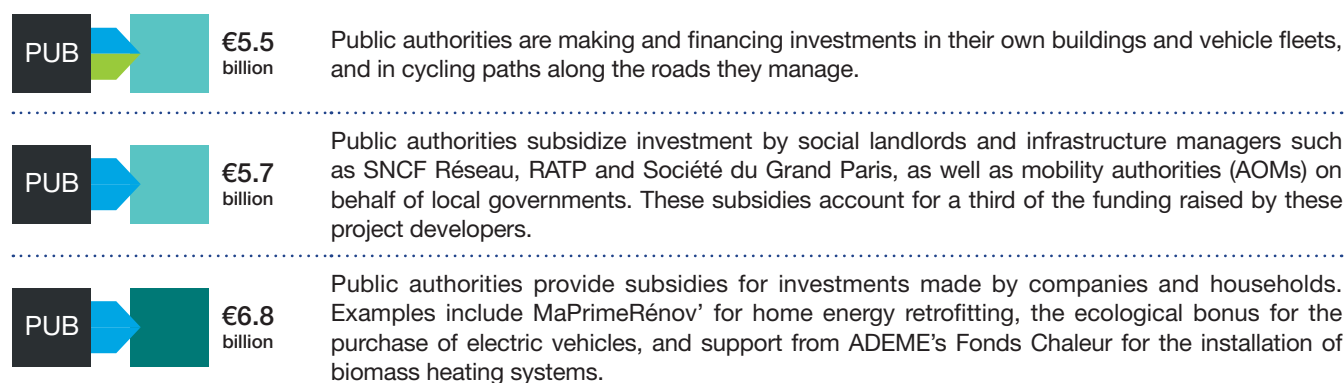 PUB
€5.5
billion
Public authorities are making and financing investments in their own buildings and vehicle fleets,
and in cycling paths along the roads they manage.
PUB
€5.7
billion
Public authorities subsidize investment by social landlords and infrastructure managers such
as SNCF Réseau, RATP and Société du Grand Paris, as well as mobility authorities (AOMs) on
behalf of local governments. These subsidies account for a third of the funding raised by these
project developers.
PUB
€6.8
billion
Public authorities provide subsidies for investments made by companies and households.
Examples include MaPrimeRénov’ for home energy retrofitting, the ecological bonus for the
purchase of electric vehicles, and support from ADEME’s Fonds Chaleur for the installation of
biomass heating systems.